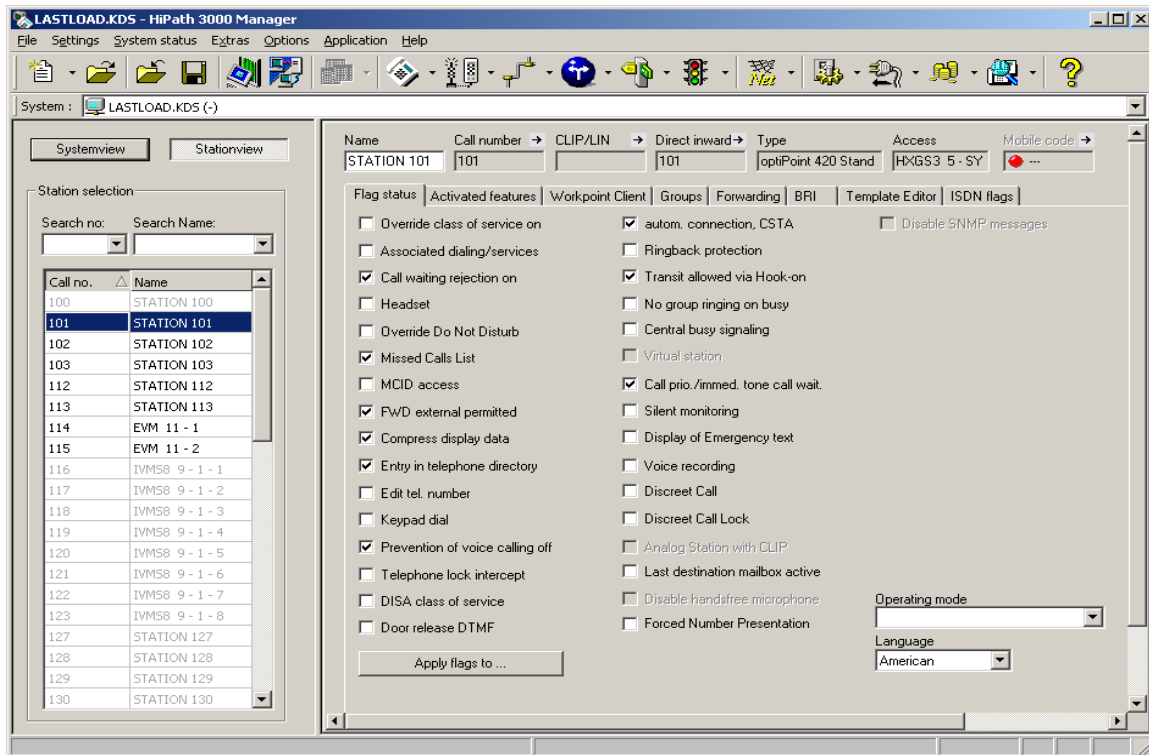 LASTLOAD.KDS - HiPath 3000 Manager
File Settings System status Extras Options Application Help
Net
System : LASTLOAD.KDS (-)
Systemview Stationview
Station selection
Search no: Search Name:
Call no. Name
100 STATION 100
101 STATION 101
102 STATION 102
103 STATION 103
112 STATION 112
113 STATION 113
114 EVM 11 - 1
115 EVM 11 - 2
116 IVMS8 9 - 1 - 1
117 IVMS8 9 - 1 - 2
118 IVMS8 9 - 1 - 3
119 IVMS8 9 - 1 - 4
120 IVMS8 9 - 1 - 5
121 IVMS8 9 - 1 - 6
122 IVMS8 9 - 1 - 7
123 IVMS8 9 - 1 - 8
127 STATION 127
128 STATION 128
129 STATION 129
130 STATION 130
Name Call number CLIP/LIN Direct inward Type Access Mobile code
STATION 101 101 101 optiPoint 420 Stand HXGS3 5 - SY ---
Flag status Activated features Workpoint Client Groups Forwarding BRI Template Editor ISDN flags
Override class of service on
Associated dialing/services
Call waiting rejection on
Headset
Override Do Not Disturb
Missed Calls List
MCID access
FWD external permitted
Compress display data
Entry in telephone directory
Edit tel. number
Keypad dial
Prevention of voice calling off
Telephone lock intercept
DISA class of service
Door release DTMF
Apply flags to ...
autom. connection, CSTA
Ringback protection
Transit allowed via Hook-on
No group ringing on busy
Central busy signaling
Virtual station
Call prio./immed. tone call wait.
Silent monitoring
Display of Emergency text
Voice recording
Discreet Call
Discreet Call Lock
Analog Station with CLIP
Last destination mailbox active
Disable handsfree microphone
Forced Number Presentation
Disable SNMP messages
Operating mode
Language
American